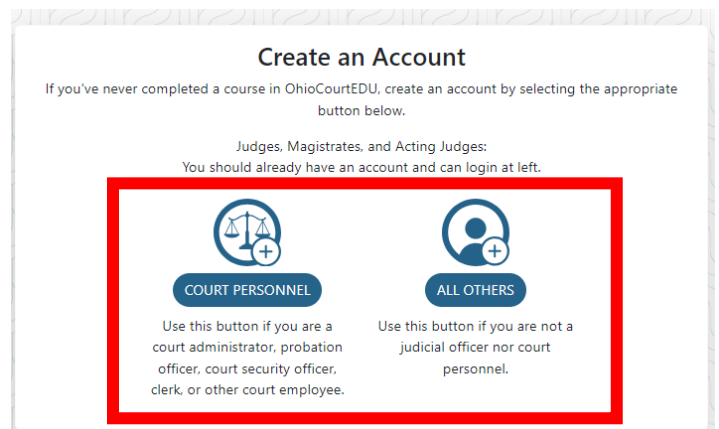 Create an Account
If you've never completed a course in OhioCourtEDU, create an account by selecting the appropriate
button below.
Judges, Magistrates, and Acting Judges:
You should already have an account and can login at left.
COURT PERSONNEL
Use this button if you are a
court administrator, probation
officer, court security officer,
clerk, or other court employee.
ALL OTHERS
Use this button if you are not a
judicial officer nor court
personnel.